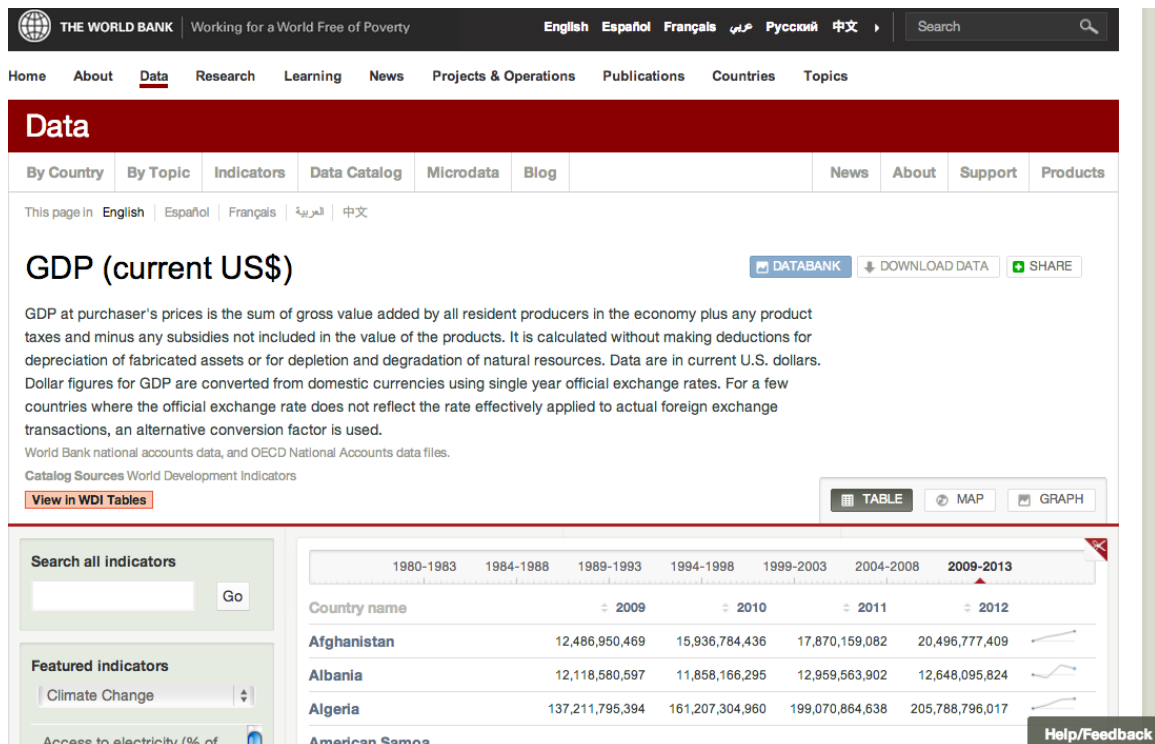 THE WORLD BANK Working for a World Free of Poverty English Español Français عربي Русский 中文 Search
Home About Data Research Learning News Projects & Operations Publications Countries Topics
Data
By Country By Topic Indicators Data Catalog Microdata Blog News About Support Products
This page in English Español Français العربية 中文
GDP (current US$)
DATABANK DOWNLOAD DATA SHARE
GDP at purchaser's prices is the sum of gross value added by all resident producers in the economy plus any product
taxes and minus any subsidies not included in the value of the products. It is calculated without making deductions for
depreciation of fabricated assets or for depletion and degradation of natural resources. Data are in current U.S. dollars.
Dollar figures for GDP are converted from domestic currencies using single year official exchange rates. For a few
countries where the official exchange rate does not reflect the rate effectively applied to actual foreign exchange
transactions, an alternative conversion factor is used.
World Bank national accounts data, and OECD National Accounts data files.
Catalog Sources World Development Indicators
View in WDI Tables
TABLE MAP GRAPH
Search all indicators
Go
Featured indicators
Climate Change
Access to electricity (% of
1980-1983 1984-1988 1989-1993 1994-1998 1999-2003 2004-2008 2009-2013
Country name 2009 2010 2011 2012
Afghanistan 12,486,950,469 15,936,784,436 17,870,159,082 20,496,777,409
Albania 12,118,580,597 11,858,166,295 12,959,563,902 12,648,095,824
Algeria 137,211,795,394 161,207,304,960 199,070,864,638 205,788,796,017
American Samoa
Help/Feedback